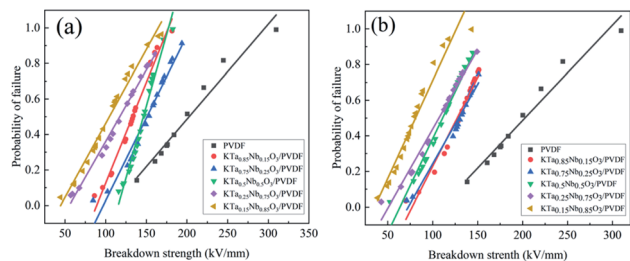 (a)
Probability of failure
1.0
0.8
0.6
0.4
0.2
0.0
PVDF
KTa0.85Nb0.15O3/PVDF
KTa0.75Nb0.25O3/PVDF
KTa0.5Nb0.5O3/PVDF
KTa0.25Nb0.75O3/PVDF
KTa0.15Nb0.85O3/PVDF
50 100 150 200 250 300 350
Breakdown strength (kV/mm)
(b)
Probability of failure
1.0
0.8
0.6
0.4
0.2
0.0
PVDF
KTa0.85Nb0.15O3/PVDF
KTa0.75Nb0.25O3/PVDF
KTa0.5Nb0.5O3/PVDF
KTa0.25Nb0.75O3/PVDF
KTa0.15Nb0.85O3/PVDF
50 100 150 200 250 300
Breakdown strength (kV/mm)